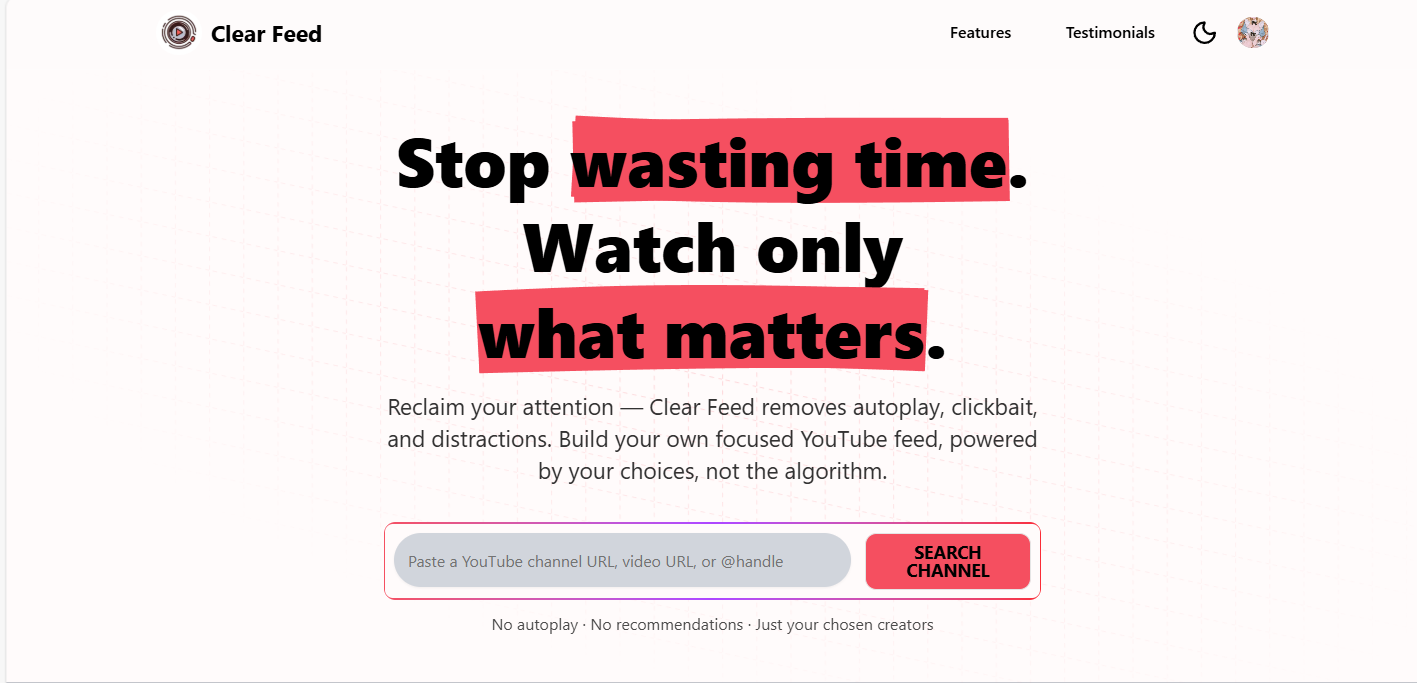 Clear Feed
Features
Testimonials
Stop wasting time.
Watch only
what matters.
Reclaim your attention — Clear Feed removes autoplay, clickbait,
and distractions. Build your own focused YouTube feed, powered
by your choices, not the algorithm.
Paste a YouTube channel URL, video URL, or @handle
SEARCH
CHANNEL
No autoplay · No recommendations · Just your chosen creators